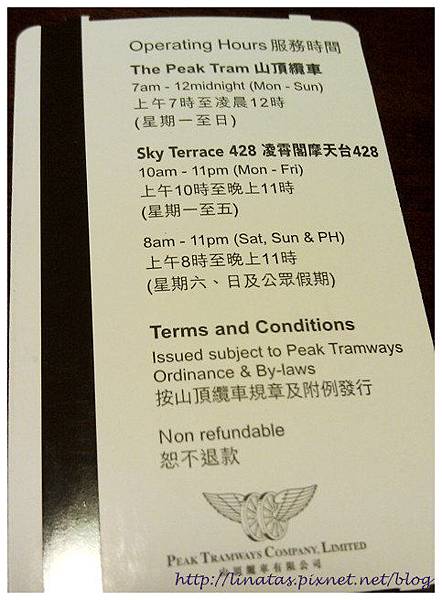 Operating Hours 服務時間
The Peak Tram 山頂纜車
7am - 12midnight (Mon - Sun)
上午7時至凌晨12時
(星期一至日)
Sky Terrace 428 凌霄閣摩天台428
10am - 11pm (Mon - Fri)
上午10時至晚上11時
(星期一至五)
8am - 11pm (Sat, Sun & PH)
上午8時至晚上11時
(星期六、日及公眾假期)
Terms and Conditions
Issued subject to Peak Tramways
Ordinance & By-laws
按山頂纜車規章及附例發行
Non refundable
恕不退款
PEAK TRAMWAYS COMPANY, LIMITED
山頂纜車有限公司
http://linatas.pixnet.net/blog